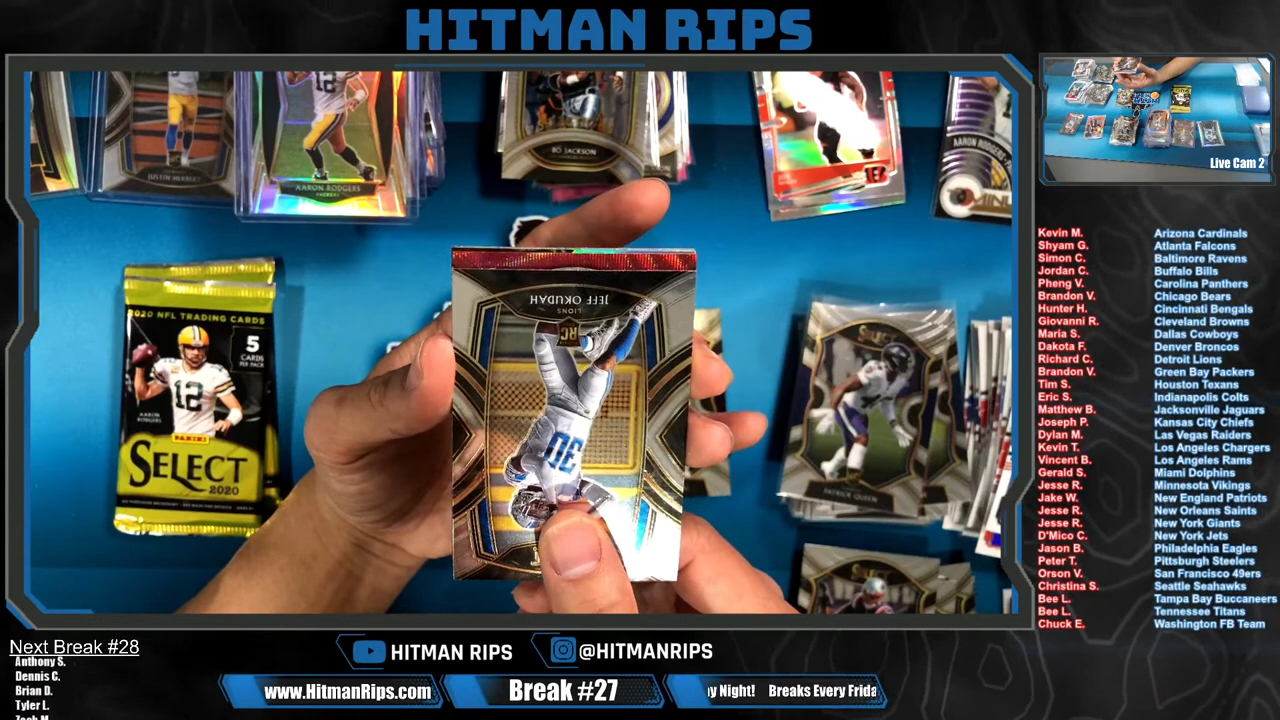 HITMAN RIPS
JUSTIN HERBERT
AARON RODGERS
PACKERS
BO JACKSON
AARON RODGERS
Live Cam 2
2020 NFL TRADING CARDS
5
CARDS
PER PACK
12
AARON
RODGERS
PANINI
SELECT
2020
JEFF OKUDAH
LIONS
RC
30
SELECT
PATRICK QUEEN
SELECT
Kevin M. Arizona Cardinals
Shyam G. Atlanta Falcons
Simon C. Baltimore Ravens
Jordan C. Buffalo Bills
Pheng V. Carolina Panthers
Brandon V. Chicago Bears
Hunter H. Cincinnati Bengals
Giovanni R. Cleveland Browns
Maria S. Dallas Cowboys
Dakota F. Denver Broncos
Richard C. Detroit Lions
Brandon V. Green Bay Packers
Tim S. Houston Texans
Eric S. Indianapolis Colts
Matthew B. Jacksonville Jaguars
Joseph P. Kansas City Chiefs
Dylan M. Las Vegas Raiders
Kevin T. Los Angeles Chargers
Vincent B. Los Angeles Rams
Gerald S. Miami Dolphins
Jesse R. Minnesota Vikings
Jake W. New England Patriots
Jesse R. New Orleans Saints
Jesse R. New York Giants
D'Mico C. New York Jets
Jason B. Philadelphia Eagles
Peter T. Pittsburgh Steelers
Orson V. San Francisco 49ers
Christina S. Seattle Seahawks
Bee L. Tampa Bay Buccaneers
Bee L. Tennessee Titans
Chuck E. Washington FB Team
Next Break #28
Anthony S.
Dennis C.
Brian D.
Tyler L.
Zach M.
HITMAN RIPS
@HITMANRIPS
www.HitmanRips.com
Break #27
y Night! Breaks Every Frida